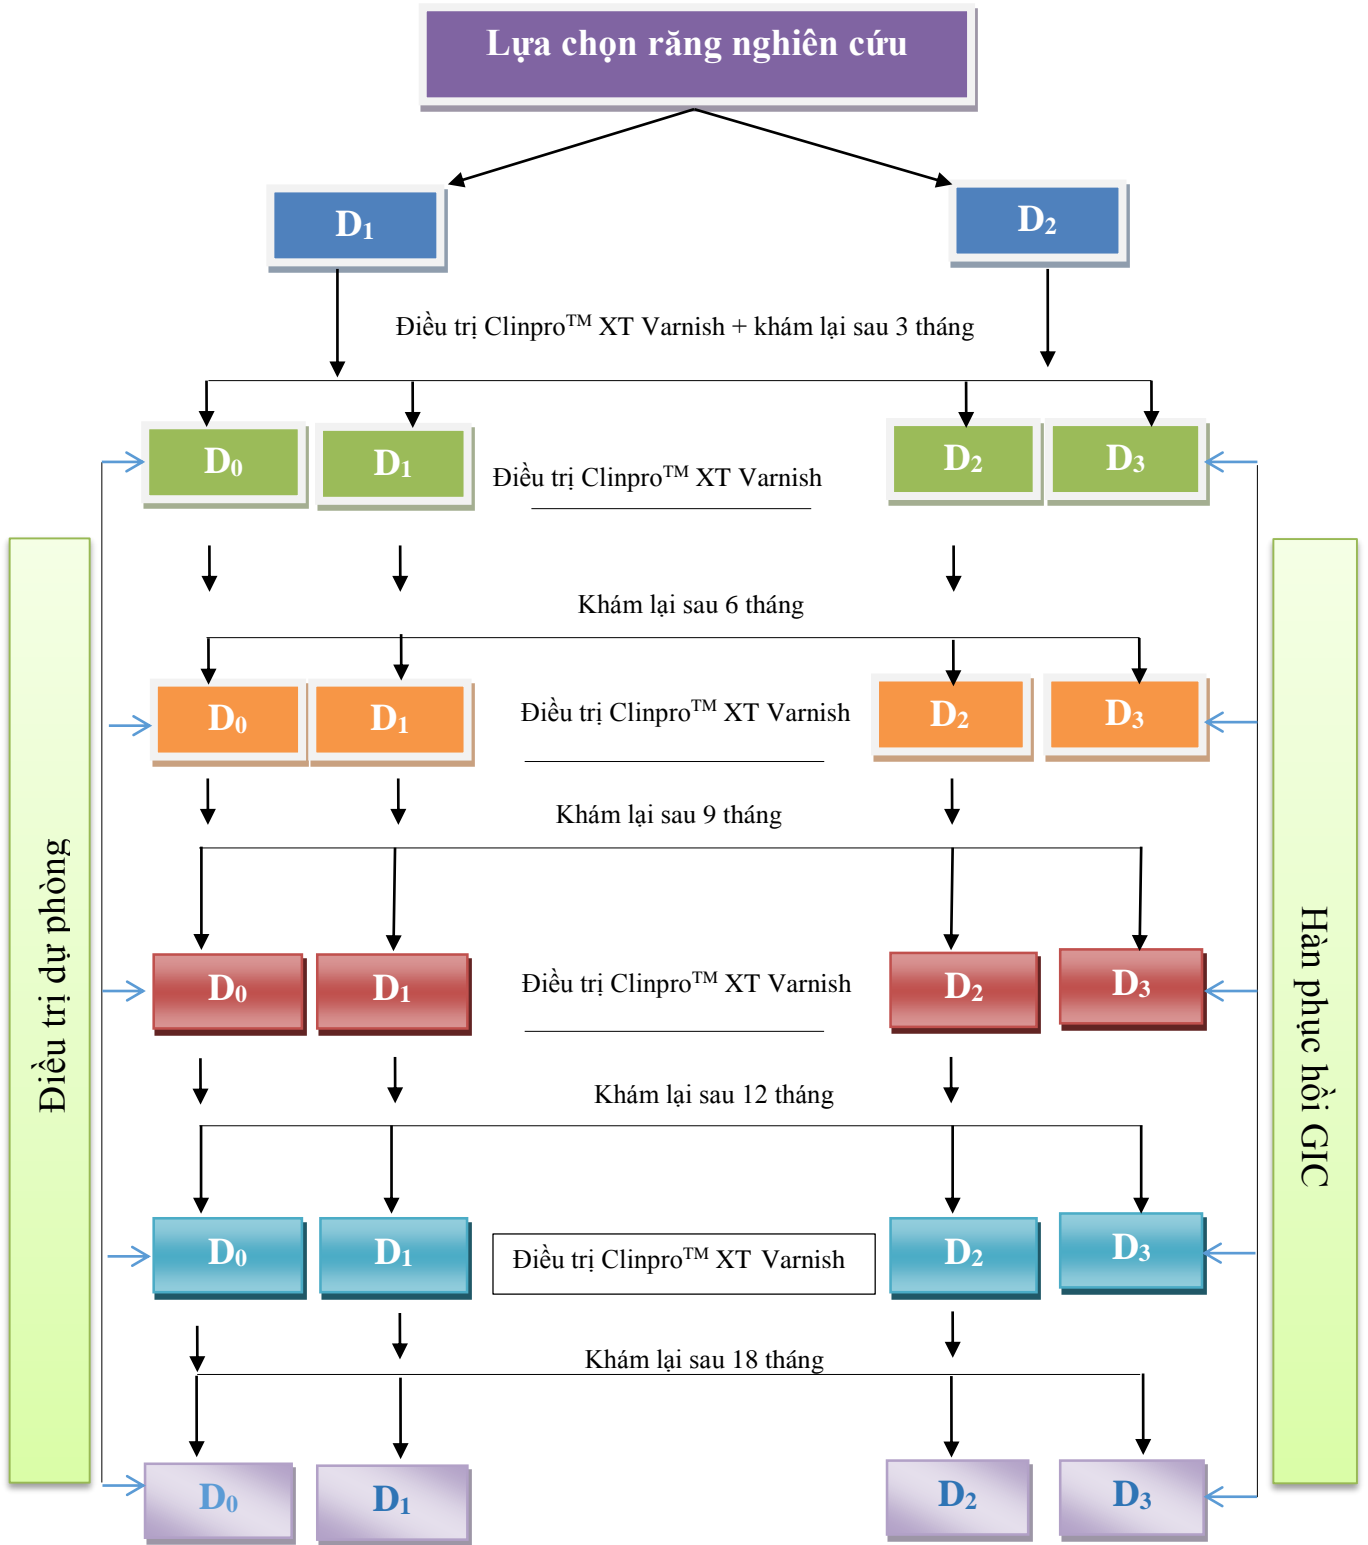 Lựa chọn răng nghiên cứu
D₁
D₂
Điều trị Clinpro™ XT Varnish + khám lại sau 3 tháng
D₀
D₁
Điều trị Clinpro™ XT Varnish
D₂
D₃
Khám lại sau 6 tháng
D₀
D₁
Điều trị Clinpro™ XT Varnish
D₂
D₃
Khám lại sau 9 tháng
D₀
D₁
Điều trị Clinpro™ XT Varnish
D₂
D₃
Khám lại sau 12 tháng
D₀
D₁
Điều trị Clinpro™ XT Varnish
D₂
D₃
Khám lại sau 18 tháng
D₀
D₁
D₂
D₃
Điều trị dự phòng
Hàn phục hồi GIC